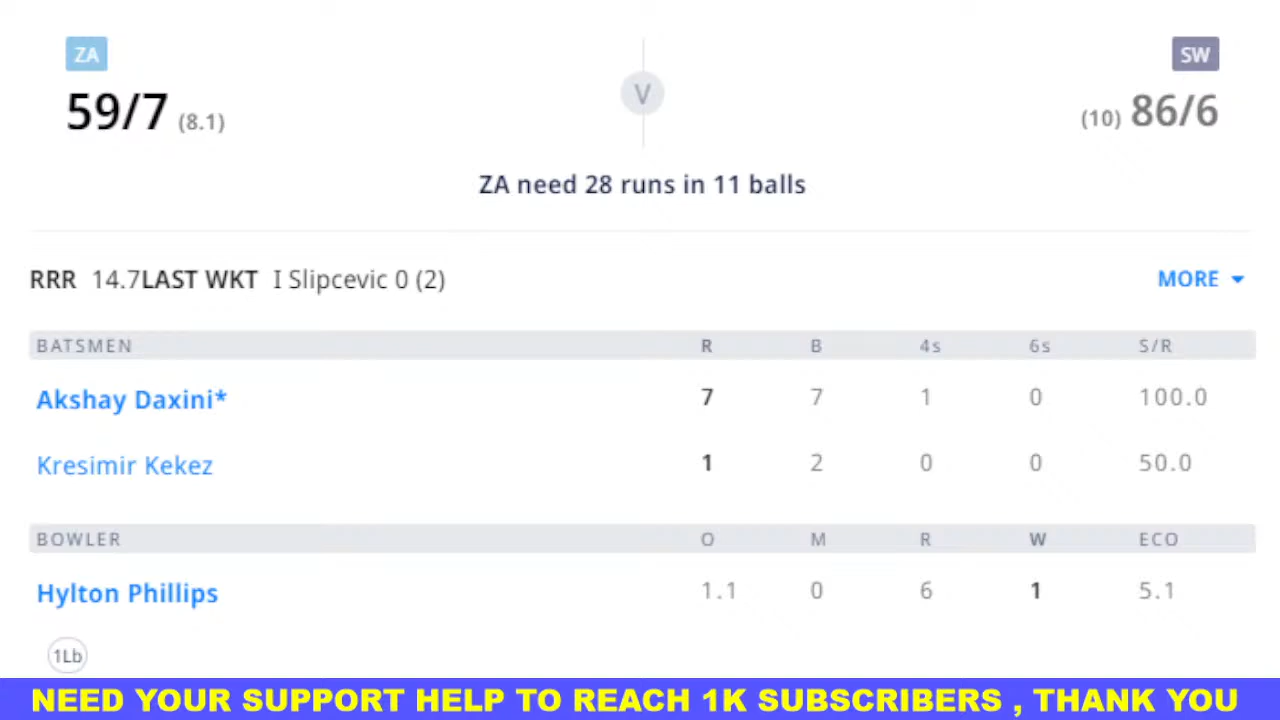 ZA
V
SW
59/7 (8.1)
(10) 86/6
ZA need 28 runs in 11 balls
RRR 14.7LAST WKT I Slipcevic 0 (2)
MORE
BATSMEN R B 4s 6s S/R
Akshay Daxini* 7 7 1 0 100.0
Kresimir Kekez 1 2 0 0 50.0
BOWLER O M R W ECO
Hylton Phillips 1.1 0 6 1 5.1
1Lb
NEED YOUR SUPPORT HELP TO REACH 1K SUBSCRIBERS , THANK YOU